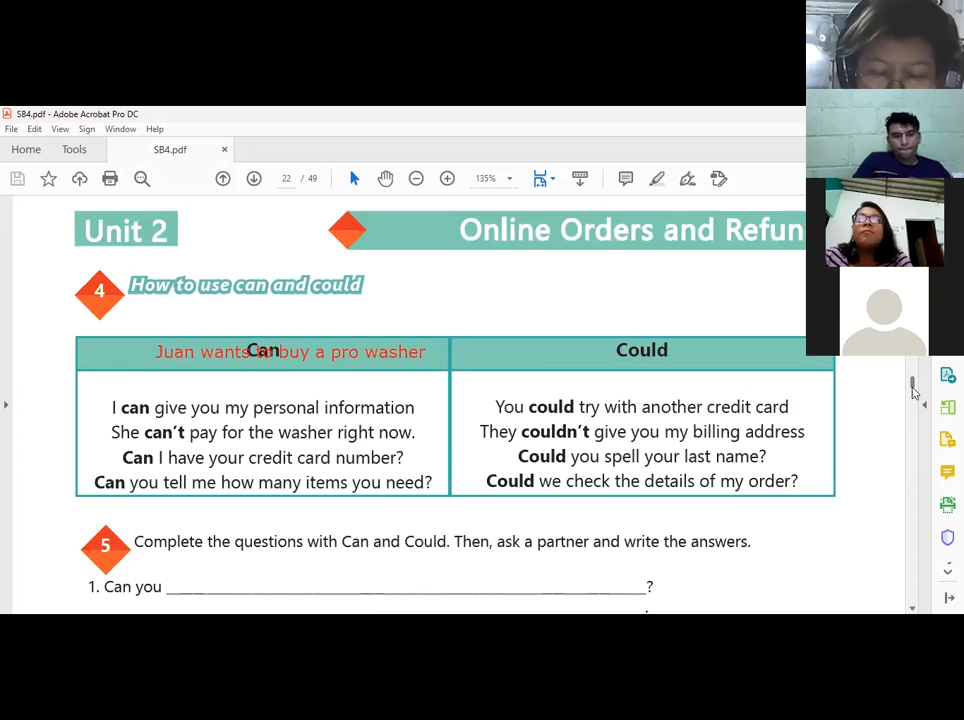 SB4.pdf - Adobe Acrobat Pro DC
File Edit View Sign Window Help
Home Tools SB4.pdf ×
22 / 49 135%
Unit 2
Online Orders and Refun
4 How to use can and could
Can
Juan wants to buy a pro washer
Could
I can give you my personal information
She can't pay for the washer right now.
Can I have your credit card number?
Can you tell me how many items you need?
You could try with another credit card
They couldn't give you my billing address
Could you spell your last name?
Could we check the details of my order?
5 Complete the questions with Can and Could. Then, ask a partner and write the answers.
1. Can you ______________________________?